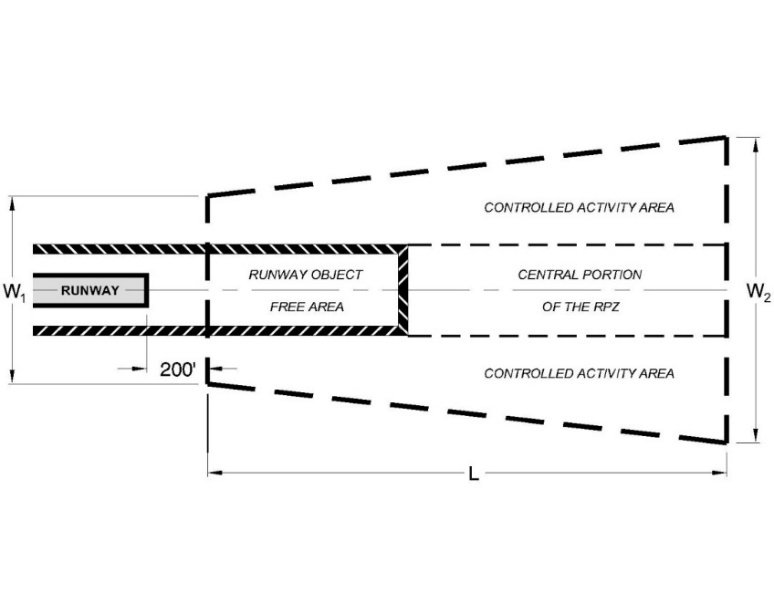 CONTROLLED ACTIVITY AREA
RUNWAY OBJECT
FREE AREA
CENTRAL PORTION
OF THE RPZ
W1
RUNWAY
W2
200'
CONTROLLED ACTIVITY AREA
L